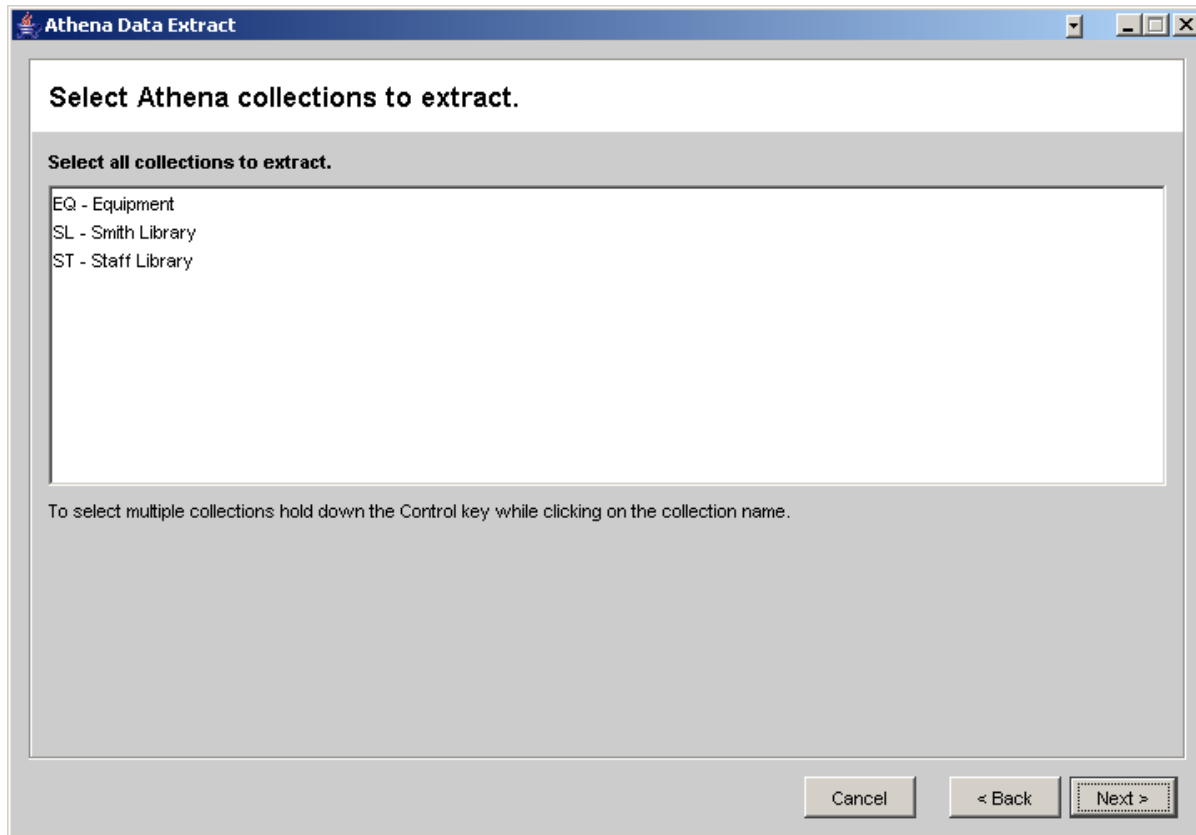 Athena Data Extract
Select Athena collections to extract.
Select all collections to extract.
EQ - Equipment
SL - Smith Library
ST - Staff Library
To select multiple collections hold down the Control key while clicking on the collection name.
Cancel
< Back
Next >